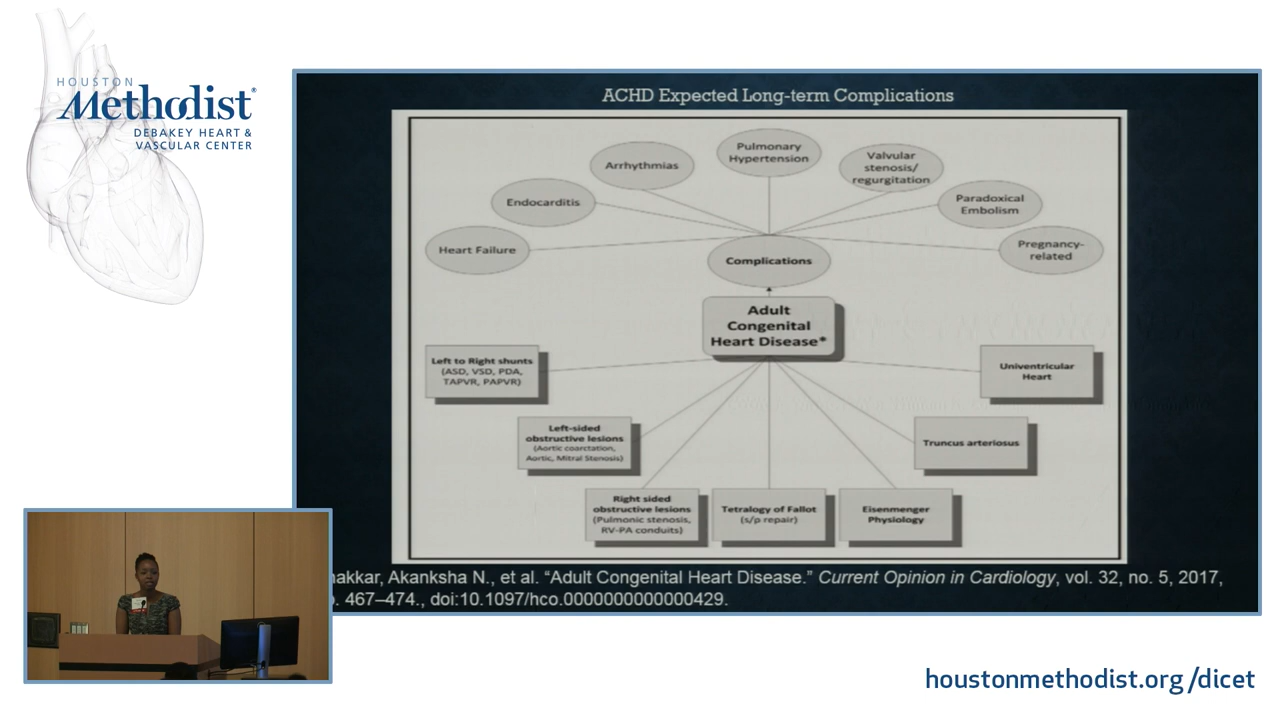 HOUSTON
Methodist®
DEBAKEY HEART &
VASCULAR CENTER
ACHD Expected Long-term Complications
Pulmonary
Hypertension
Arrhythmias
Valvular
stenosis/
regurgitation
Endocarditis
Paradoxical
Embolism
Heart Failure
Pregnancy-
related
Complications
Adult
Congenital
Heart Disease*
Left to Right shunts
(ASD, VSD, PDA,
TAPVR, PAPVR)
Univentricular
Heart
Left-sided
obstructive lesions
(Aortic coarctation,
Aortic, Mitral Stenosis)
Truncus arteriosus
Right sided
obstructive lesions
(Pulmonic stenosis,
RV-PA conduits)
Tetralogy of Fallot
(s/p repair)
Eisenmenger
Physiology
Akanksha N., et al. “Adult Congenital Heart Disease.” Current Opinion in Cardiology, vol. 32, no. 5, 2017,
467–474., doi:10.1097/hco.0000000000000429.
houstonmethodist.org/dicet